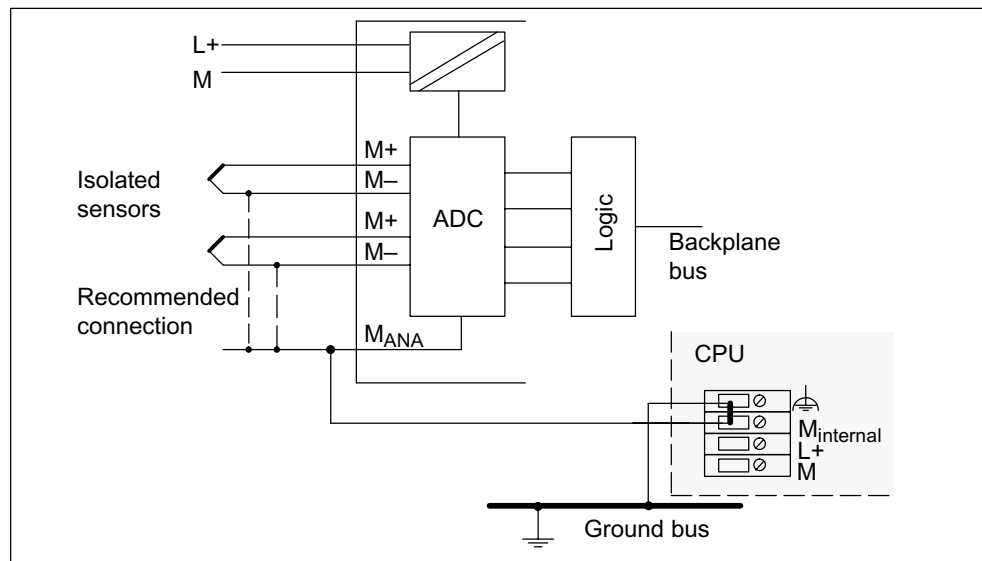 L+
M
M+
M–
M+
M–
Isolated
sensors
ADC
Logic
Backplane
bus
Recommended
connection
MANA
CPU
Minternal
L+
M
Ground bus